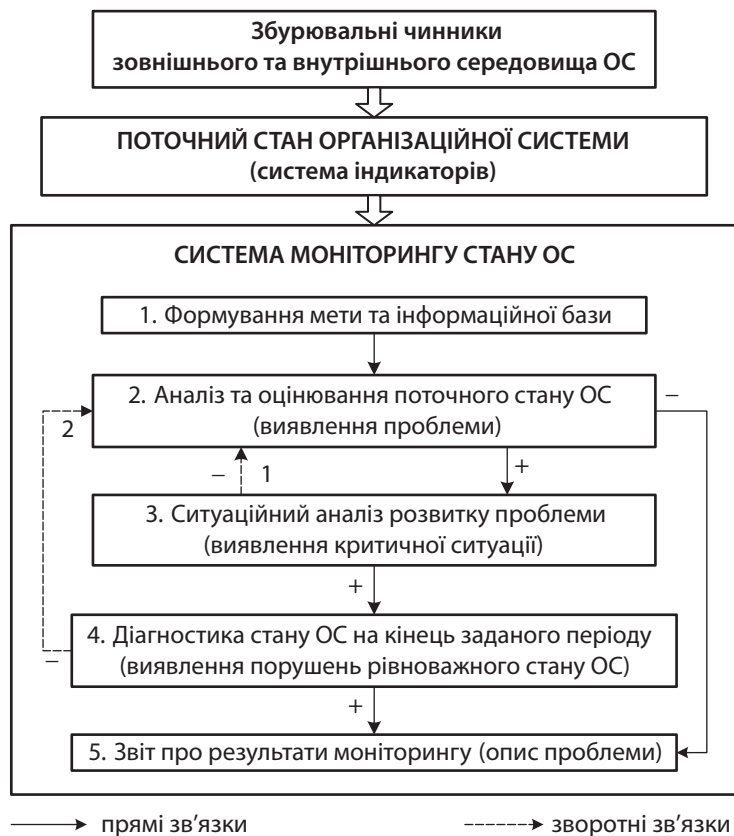 Збурювальні чинники
зовнішнього та внутрішнього середовища ОС
ПОТОЧНИЙ СТАН ОРГАНІЗАЦІЙНОЇ СИСТЕМИ
(система індикаторів)
СИСТЕМА МОНІТОРИНГУ СТАНУ ОС
1. Формування мети та інформаційної бази
2. Аналіз та оцінювання поточного стану ОС
(виявлення проблеми)
–
2
– 1
+
3. Ситуаційний аналіз розвитку проблеми
(виявлення критичної ситуації)
+
4. Діагностика стану ОС на кінець заданого періоду
(виявлення порушень рівноважного стану ОС)
–
+
5. Звіт про результати моніторингу (опис проблеми)
прямі зв'язки
зворотні зв'язки